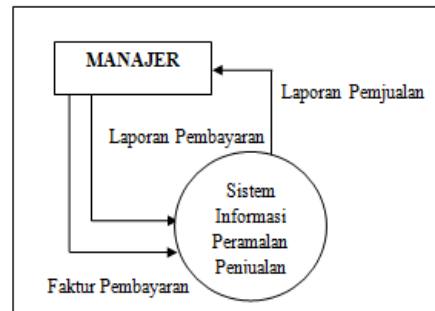 MANAJER
Laporan Pemjualan
Laporan Pembayaran
Sistem
Informasi
Peramalan
Penjualan
Faktur Pembayaran